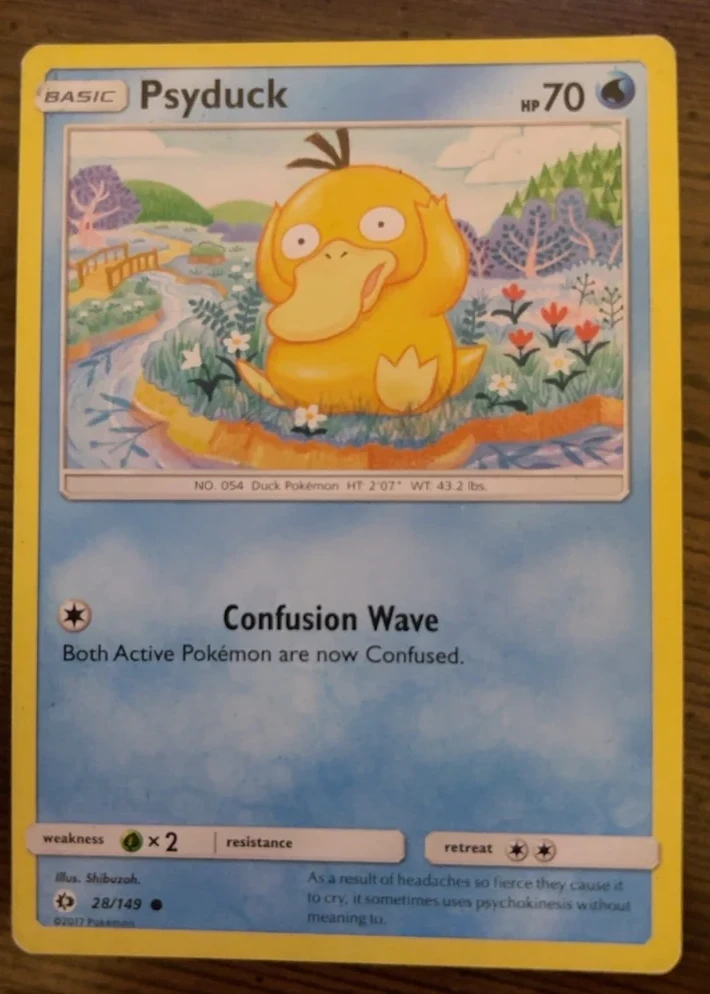 BASIC Psyduck HP 70
NO. 054 Duck Pokémon HT: 2'07" WT: 43.2 lbs.
Confusion Wave
Both Active Pokémon are now Confused.
weakness ×2 resistance retreat
Illus. Shibuzoh.
28/149
©2017 Pokémon
As a result of headaches so fierce they cause it
to cry, it sometimes uses psychokinesis without
meaning to.